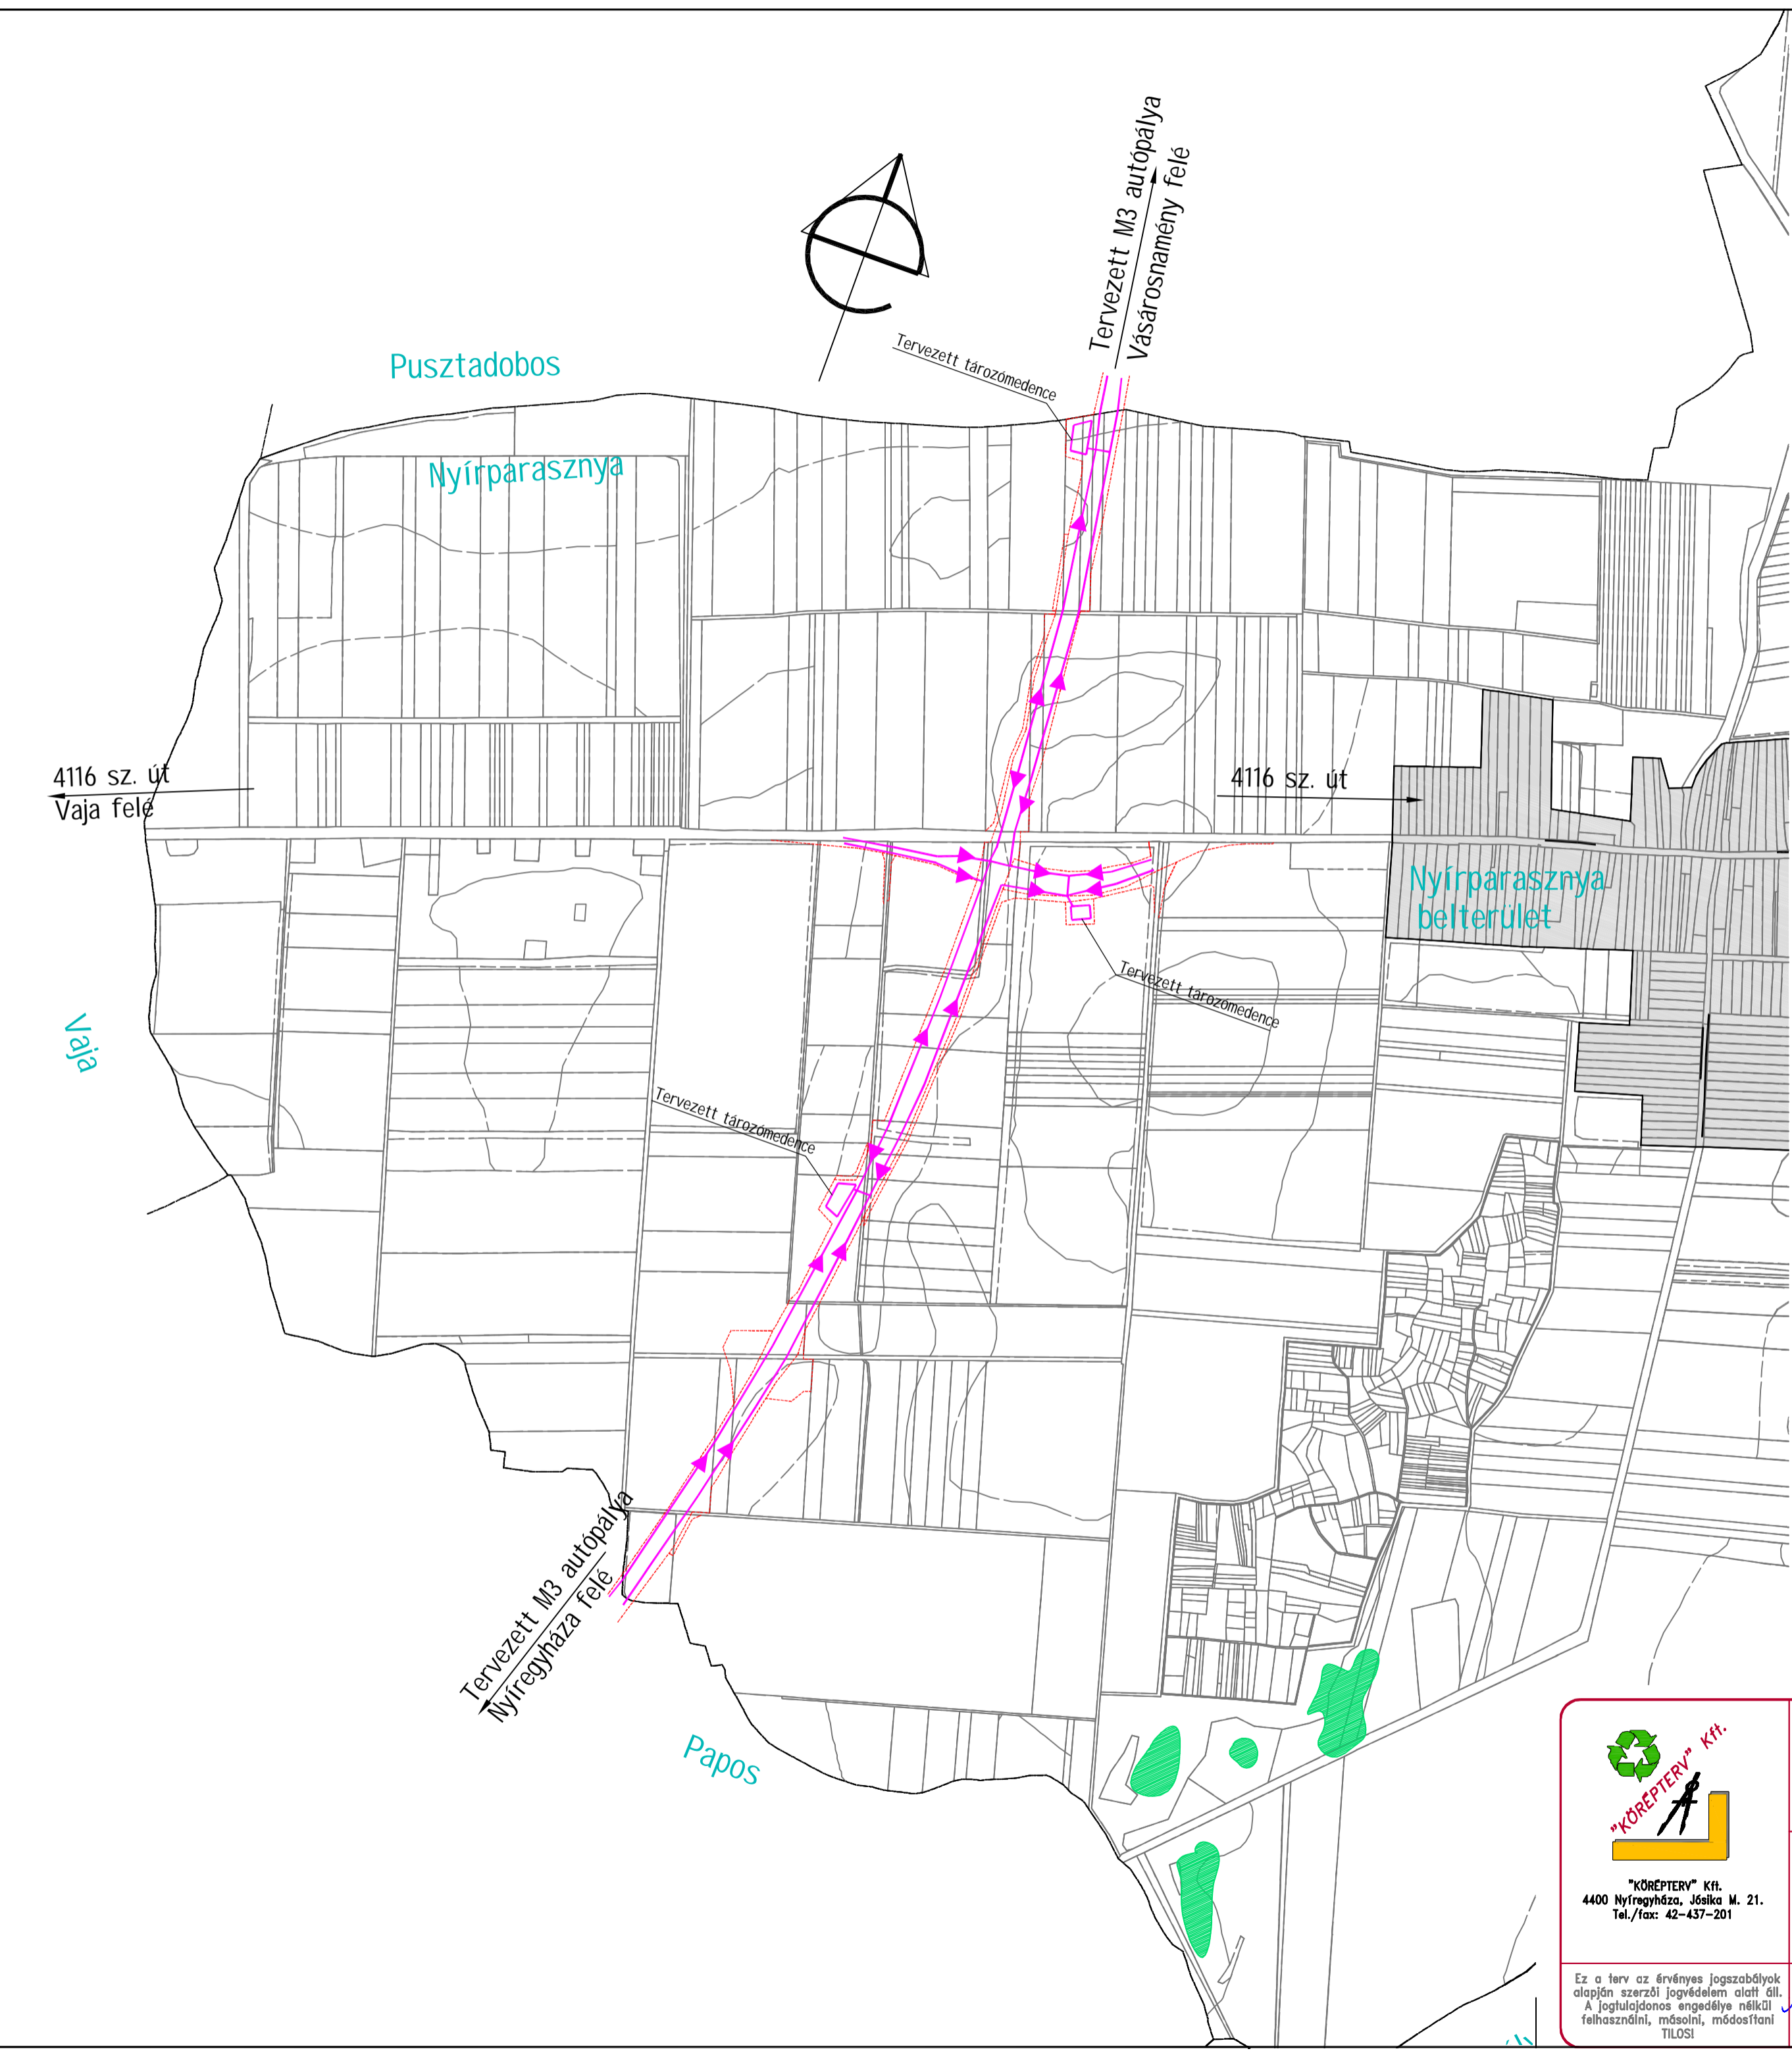 Tervezett M3 autópálya
Vásárosnamény felé
Tervezett tározómedence
Pusztadobos
Nyírparasznya
4116 sz. út
Vaja felé
4116 sz. út
Nyírparasznya
belterület
Tervezett tározómedence
Vaja
Tervezett tározómedence
Tervezett M3 autópálya
Nyíregyháza felé
Papos
"KÖRÉPTERV" Kft.
"KÖRÉPTERV" Kft.
4400 Nyíregyháza, Jósika M. 21.
Tel./fax: 42-437-201
Ez a terv az érvényes jogszabályok
alapján szerzői jogvédelem alatt áll.
A jogtulajdonos engedélye nélkül
felhasználni, másolni, módosítani
TILOS!